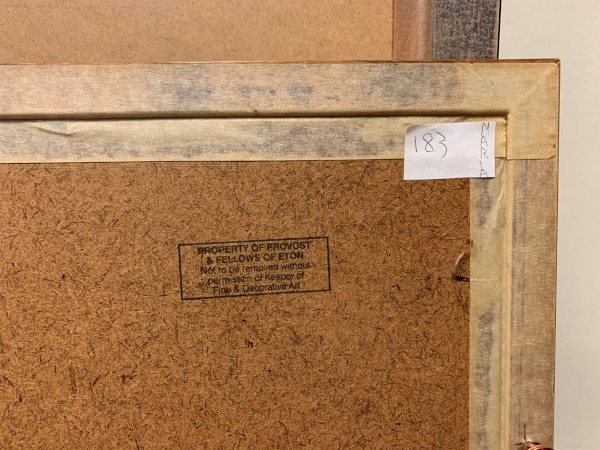 183
PROPERTY OF PROVOST
& FELLOWS OF ETON
Not to be removed without
permission of Keeper of
Fine & Decorative Art